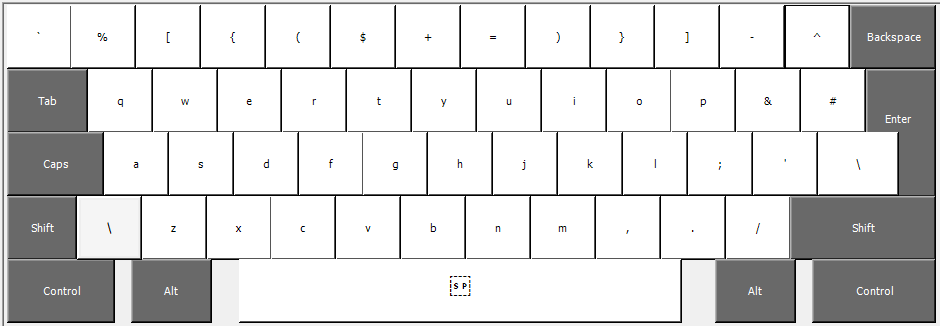 ` % [ { ( $ + = ) } ] - ^ Backspace
Tab q w e r t y u i o p & # Enter
Caps a s d f g h j k l ; ' \
Shift \ z x c v b n m , . / Shift
Control Alt SP Alt Control